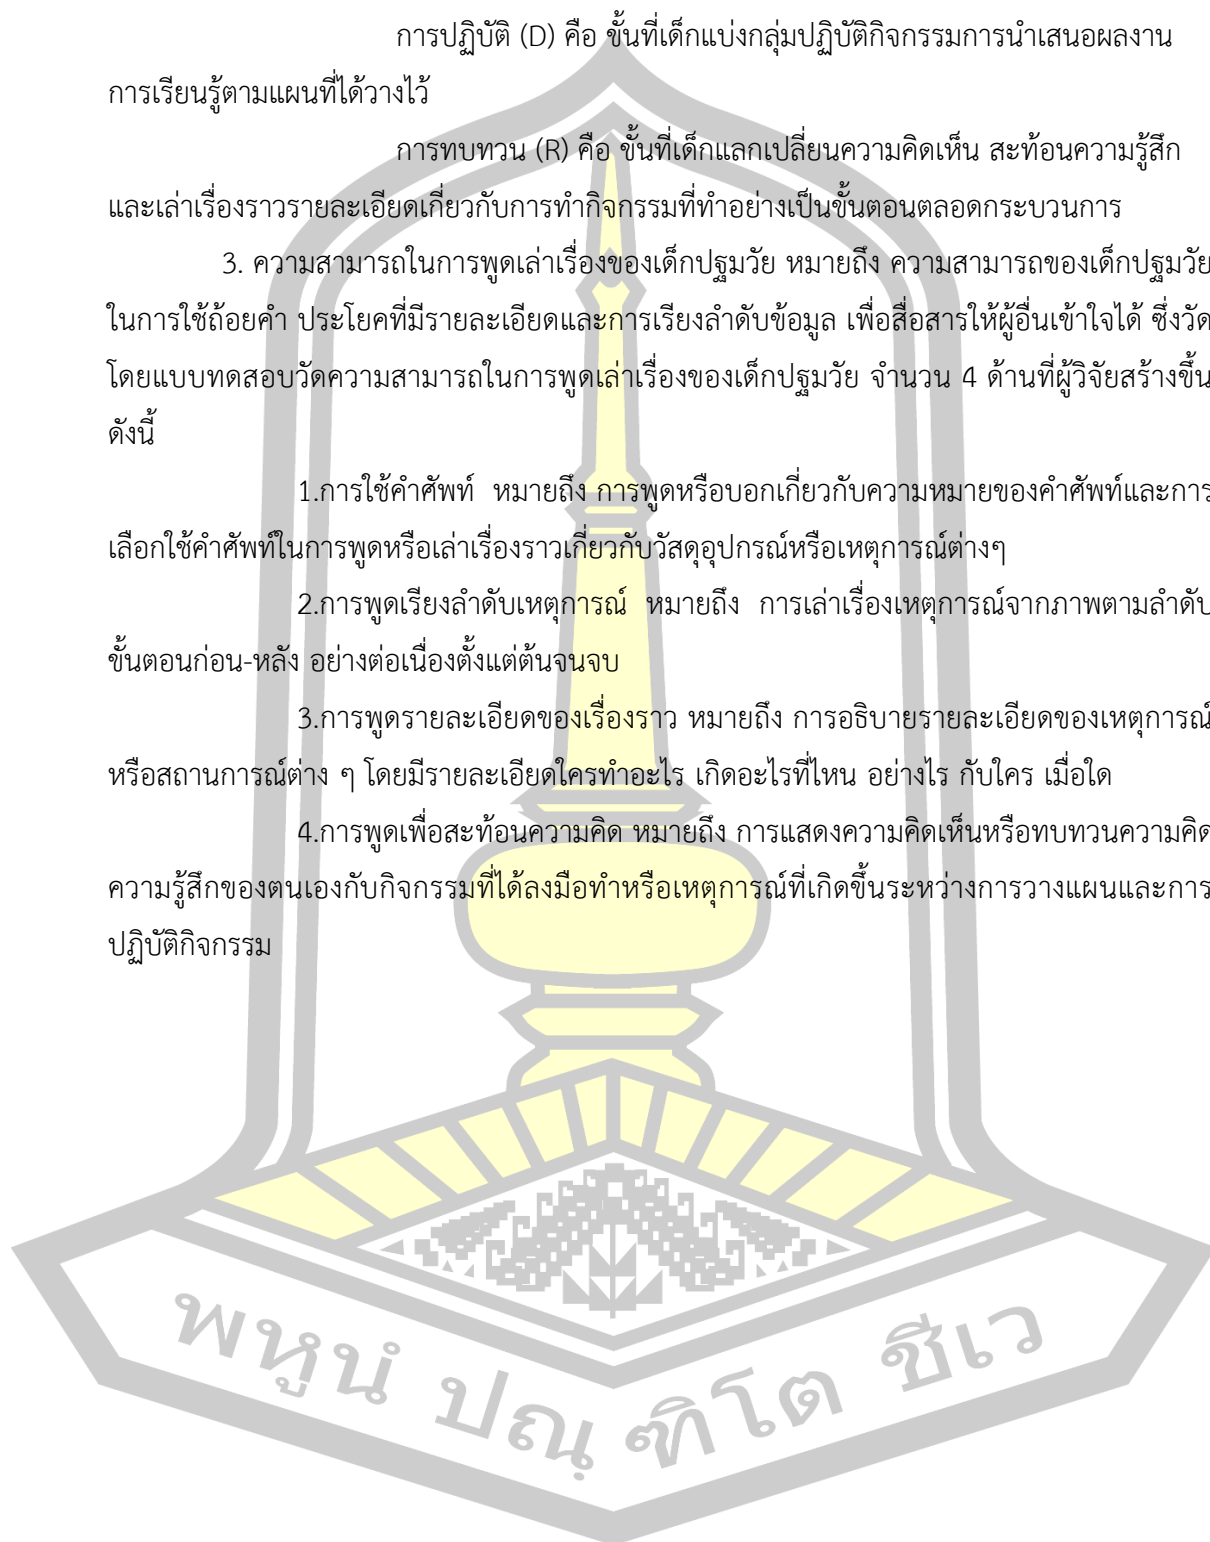 การปฏิบัติ (D) คือ ขั้นที่เด็กแบ่งกลุ่มปฏิบัติกิจกรรมการนำเสนอผลงาน
การเรียนรู้ตามแผนที่ได้วางไว้
การทบทวน (R) คือ ขั้นที่เด็กแลกเปลี่ยนความคิดเห็น สะท้อนความรู้สึก
และเล่าเรื่องราวรายละเอียดเกี่ยวกับการทำกิจกรรมที่ทำอย่างเป็นขั้นตอนตลอดกระบวนการ
3. ความสามารถในการพูดเล่าเรื่องของเด็กปฐมวัย หมายถึง ความสามารถของเด็กปฐมวัย
ในการใช้ถ้อยคำ ประโยคที่มีรายละเอียดและการเรียงลำดับข้อมูล เพื่อสื่อสารให้ผู้อื่นเข้าใจได้ ซึ่งวัด
โดยแบบทดสอบวัดความสามารถในการพูดเล่าเรื่องของเด็กปฐมวัย จำนวน 4 ด้านที่ผู้วิจัยสร้างขึ้น
ดังนี้
1.การใช้คำศัพท์ หมายถึง การพูดหรือบอกเกี่ยวกับความหมายของคำศัพท์และการ
เลือกใช้คำศัพท์ในการพูดหรือเล่าเรื่องราวเกี่ยวกับวัสดุอุปกรณ์หรือเหตุการณ์ต่างๆ
2.การพูดเรียงลำดับเหตุการณ์ หมายถึง การเล่าเรื่องเหตุการณ์จากภาพตามลำดับ
ขั้นตอนก่อน-หลัง อย่างต่อเนื่องตั้งแต่ต้นจนจบ
3.การพูดรายละเอียดของเรื่องราว หมายถึง การอธิบายรายละเอียดของเหตุการณ์
หรือสถานการณ์ต่าง ๆ โดยมีรายละเอียดใครทำอะไร เกิดอะไรที่ไหน อย่างไร กับใคร เมื่อใด
4.การพูดเพื่อสะท้อนความคิด หมายถึง การแสดงความคิดเห็นหรือทบทวนความคิด
ความรู้สึกของตนเองกับกิจกรรมที่ได้ลงมือทำหรือเหตุการณ์ที่เกิดขึ้นระหว่างการวางแผนและการ
ปฏิบัติกิจกรรม
พหูนํ ปณฺฑิโต ชีเว